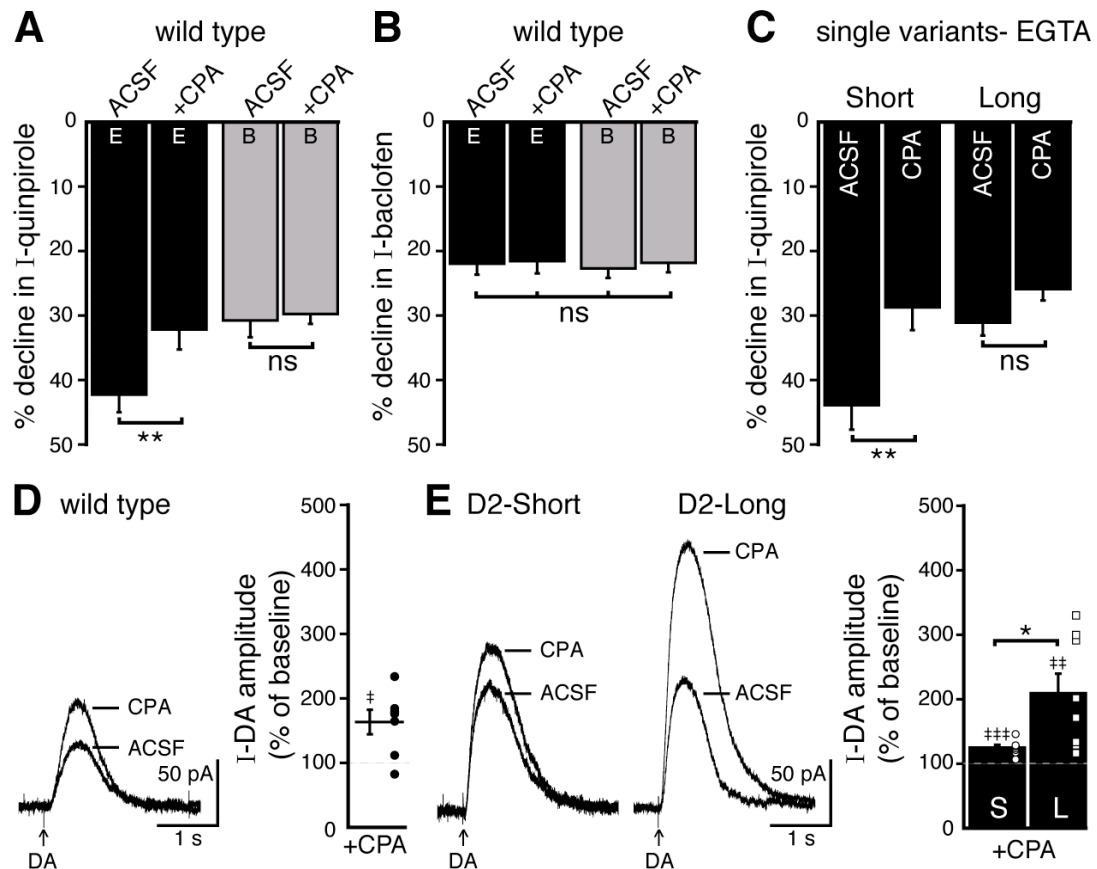 A wild type
ACSF +CPA ACSF +CPA
% decline in I-quinpirole
0
10
20
30
40
50
E E B B
**
ns
B wild type
ACSF +CPA ACSF +CPA
% decline in I-baclofen
0
10
20
30
40
50
E E B B
ns
C single variants- EGTA
Short Long
% decline in I-quinpirole
0
10
20
30
40
50
ACSF CPA ACSF CPA
**
ns
D wild type
CPA
ACSF
50 pA
1 s
DA
I-DA amplitude
(% of baseline)
500
400
300
200
100
0
‡
+CPA
E D2-Short D2-Long
CPA
ACSF
DA
CPA
ACSF
50 pA
1 s
DA
I-DA amplitude
(% of baseline)
500
400
300
200
100
0
*
‡‡‡
‡‡
S L
+CPA